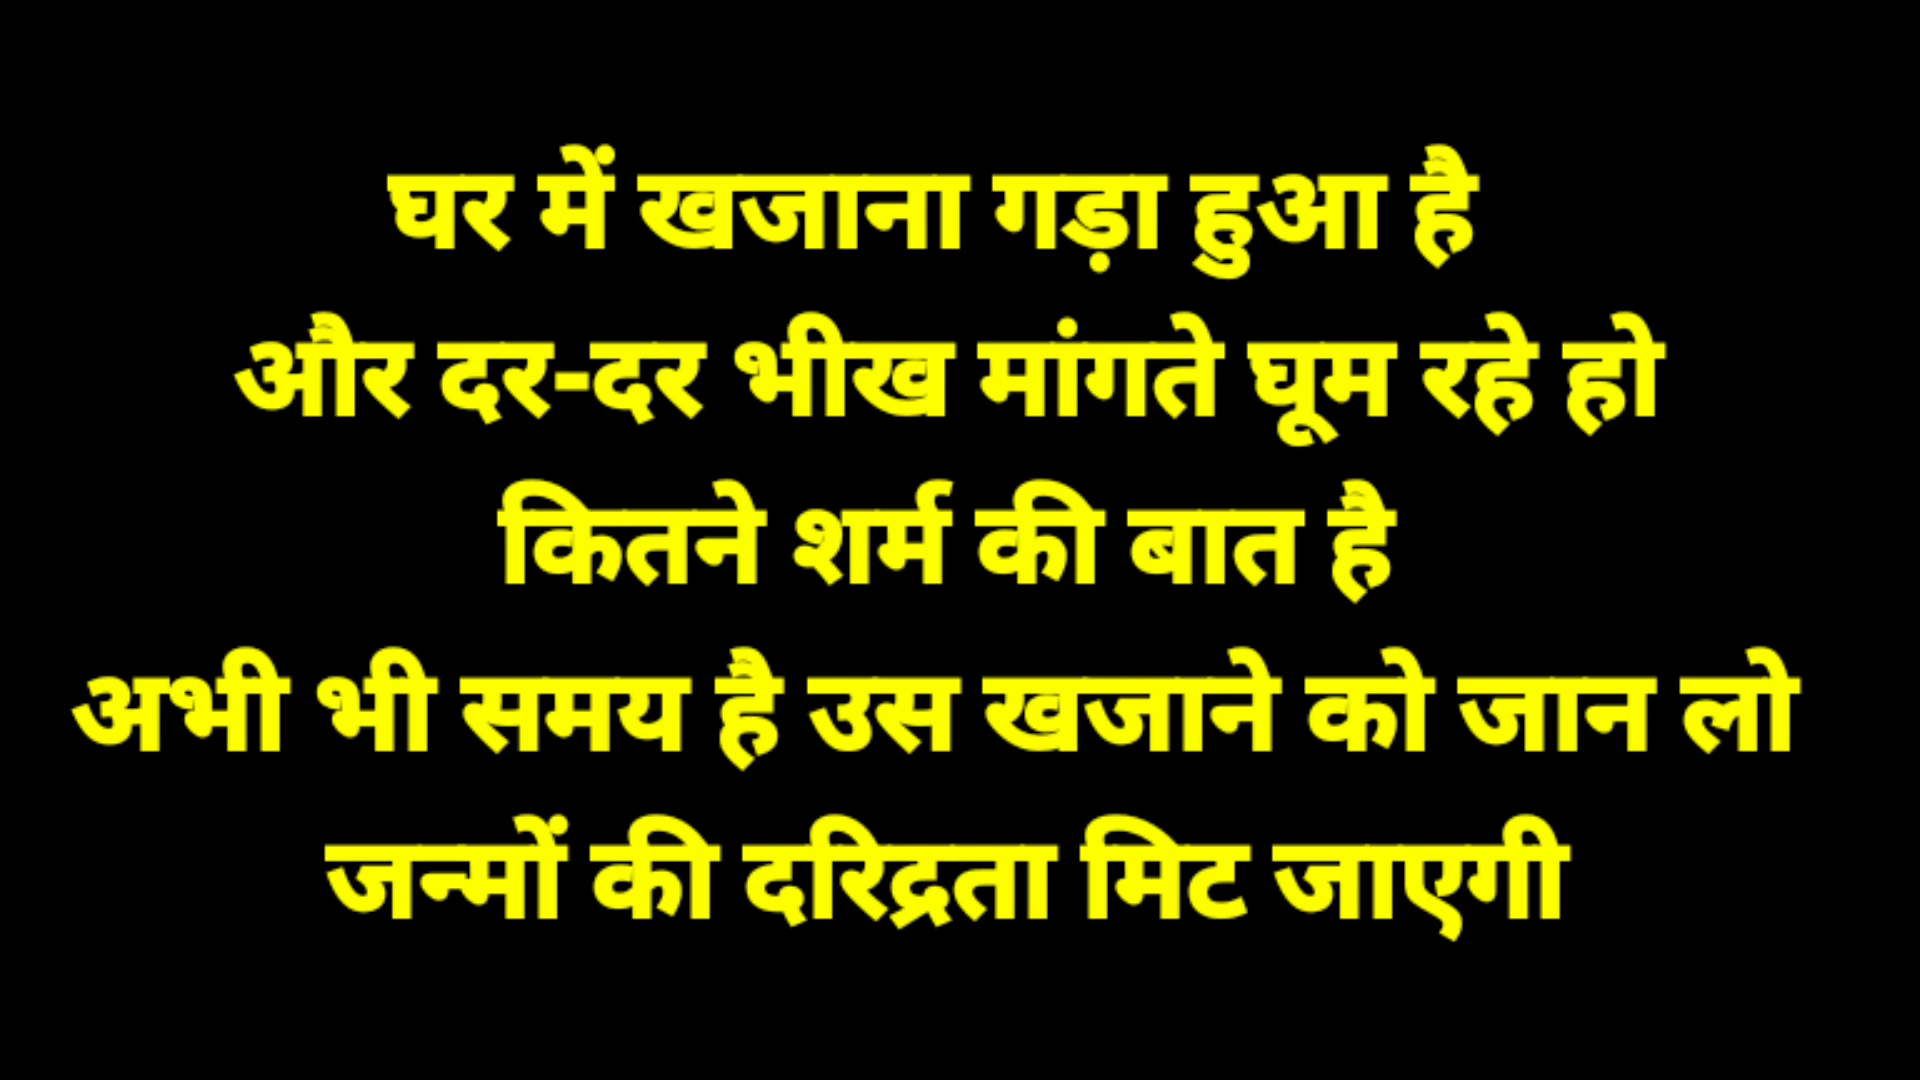 घर में खजाना गड़ा हुआ है
और दर-दर भीख मांगते घूम रहे हो
कितने शर्म की बात है
अभी भी समय है उस खजाने को जान लो
जन्मों की दरिद्रता मिट जाएगी